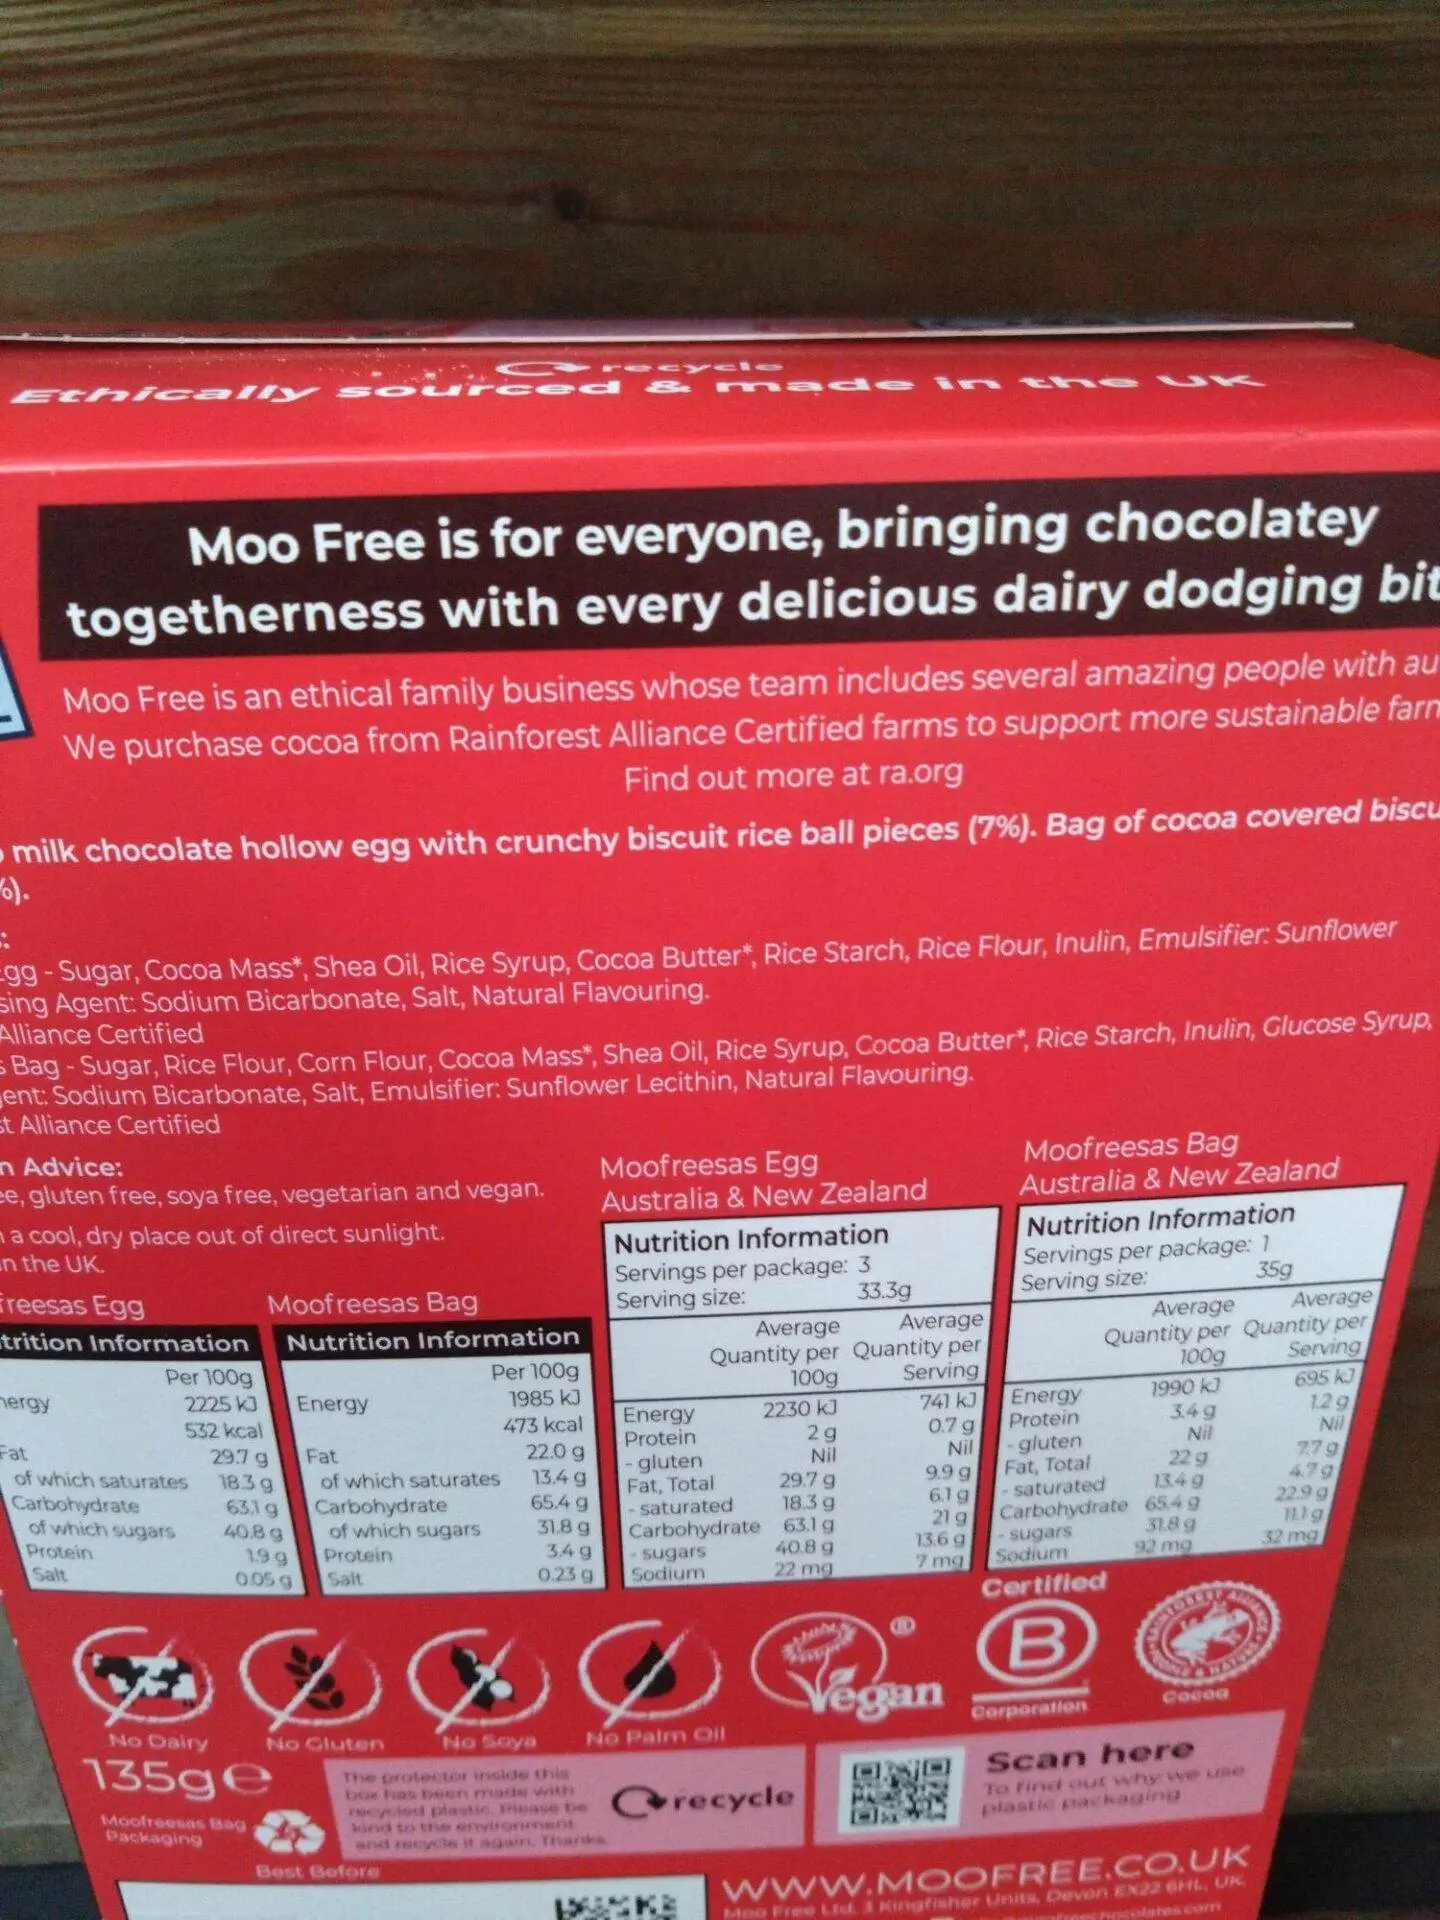 recycle
Ethically sourced & made in the UK
Moo Free is for everyone, bringing chocolatey
togetherness with every delicious dairy dodging bit
Moo Free is an ethical family business whose team includes several amazing people with au
We purchase cocoa from Rainforest Alliance Certified farms to support more sustainable farm
Find out more at ra.org
milk chocolate hollow egg with crunchy biscuit rice ball pieces (7%). Bag of cocoa covered biscu
%).
:
Egg - Sugar, Cocoa Mass*, Shea Oil, Rice Syrup, Cocoa Butter*, Rice Starch, Rice Flour, Inulin, Emulsifier: Sunflower
sing Agent: Sodium Bicarbonate, Salt, Natural Flavouring.
Alliance Certified
s Bag - Sugar, Rice Flour, Corn Flour, Cocoa Mass*, Shea Oil, Rice Syrup, Cocoa Butter*, Rice Starch, Inulin, Glucose Syrup,
ent: Sodium Bicarbonate, Salt, Emulsifier: Sunflower Lecithin, Natural Flavouring.
st Alliance Certified
n Advice:
ee, gluten free, soya free, vegetarian and vegan.
n a cool, dry place out of direct sunlight.
en the UK.
freesas Egg
trition Information
Per 100g
nergy 2225 kJ
532 kcal
Fat 29.7 g
of which saturates 18.3 g
Carbohydrate 63.1 g
of which sugars 40.8 g
Protein 1.9 g
Salt 0.05 g
Moofreesas Bag
Nutrition Information
Per 100g
Energy 1985 kJ
473 kcal
Fat 22.0 g
of which saturates 13.4 g
Carbohydrate 65.4 g
of which sugars 31.8 g
Protein 3.4 g
Salt 0.23 g
Moofreesas Egg
Australia & New Zealand
Nutrition Information
Servings per package: 3
Serving size: 33.3g
Average Average
Quantity per Quantity per
100g Serving
Energy 2230 kJ 741 kJ
Protein 2 g 0.7 g
- gluten Nil Nil
Fat, Total 29.7 g 9.9 g
- saturated 18.3 g 6.1 g
Carbohydrate 63.1 g 21 g
- sugars 40.8 g 13.6 g
Sodium 22 mg 7 mg
Moofreesas Bag
Australia & New Zealand
Nutrition Information
Servings per package: 1
Serving size: 35g
Average Average
Quantity per Quantity per
100g Serving
Energy 1990 kJ 695 kJ
Protein 3.4 g 1.2 g
- gluten Nil Nil
Fat, Total 22 g 7.7 g
- saturated 13.4 g 4.7 g
Carbohydrate 65.4 g 22.9 g
- sugars 31.8 g 11.1 g
Sodium 92 mg 32 mg
No Dairy
No Gluten
No Soya
No Palm Oil
Vegan ®
Certified
B
Corporation
RAINFOREST ALLIANCE
PEOPLE & NATURE
Cocoa
135g e
Moofreesas Bag
Packaging
The protector inside this
box has been made with
recycled plastic. Please be
kind to the environment
and recycle it again. Thanks
recycle
Scan here
To find out why we use
plastic packaging
Best Before
WWW.MOOFREE.CO.UK
Moo Free Ltd. 3 Kingfisher Units, Devon EX22 6HL, UK